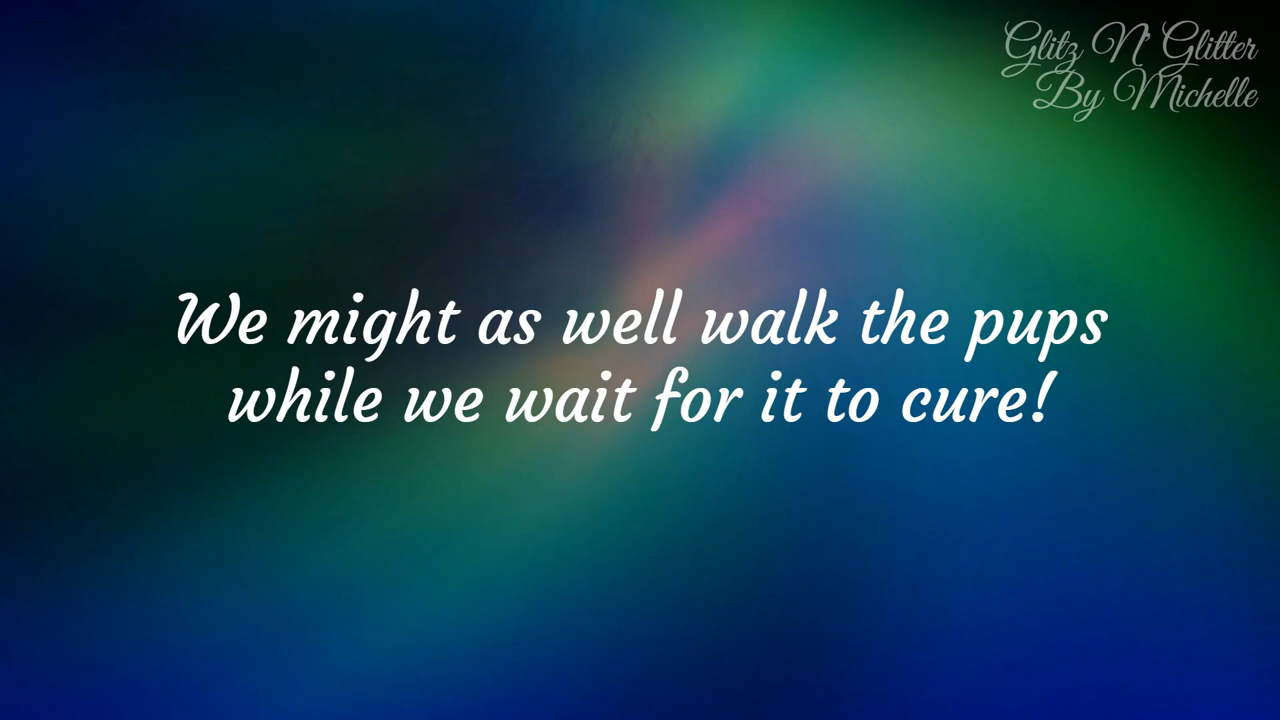 Glitz N' Glitter
By Michelle
We might as well walk the pups
while we wait for it to cure!